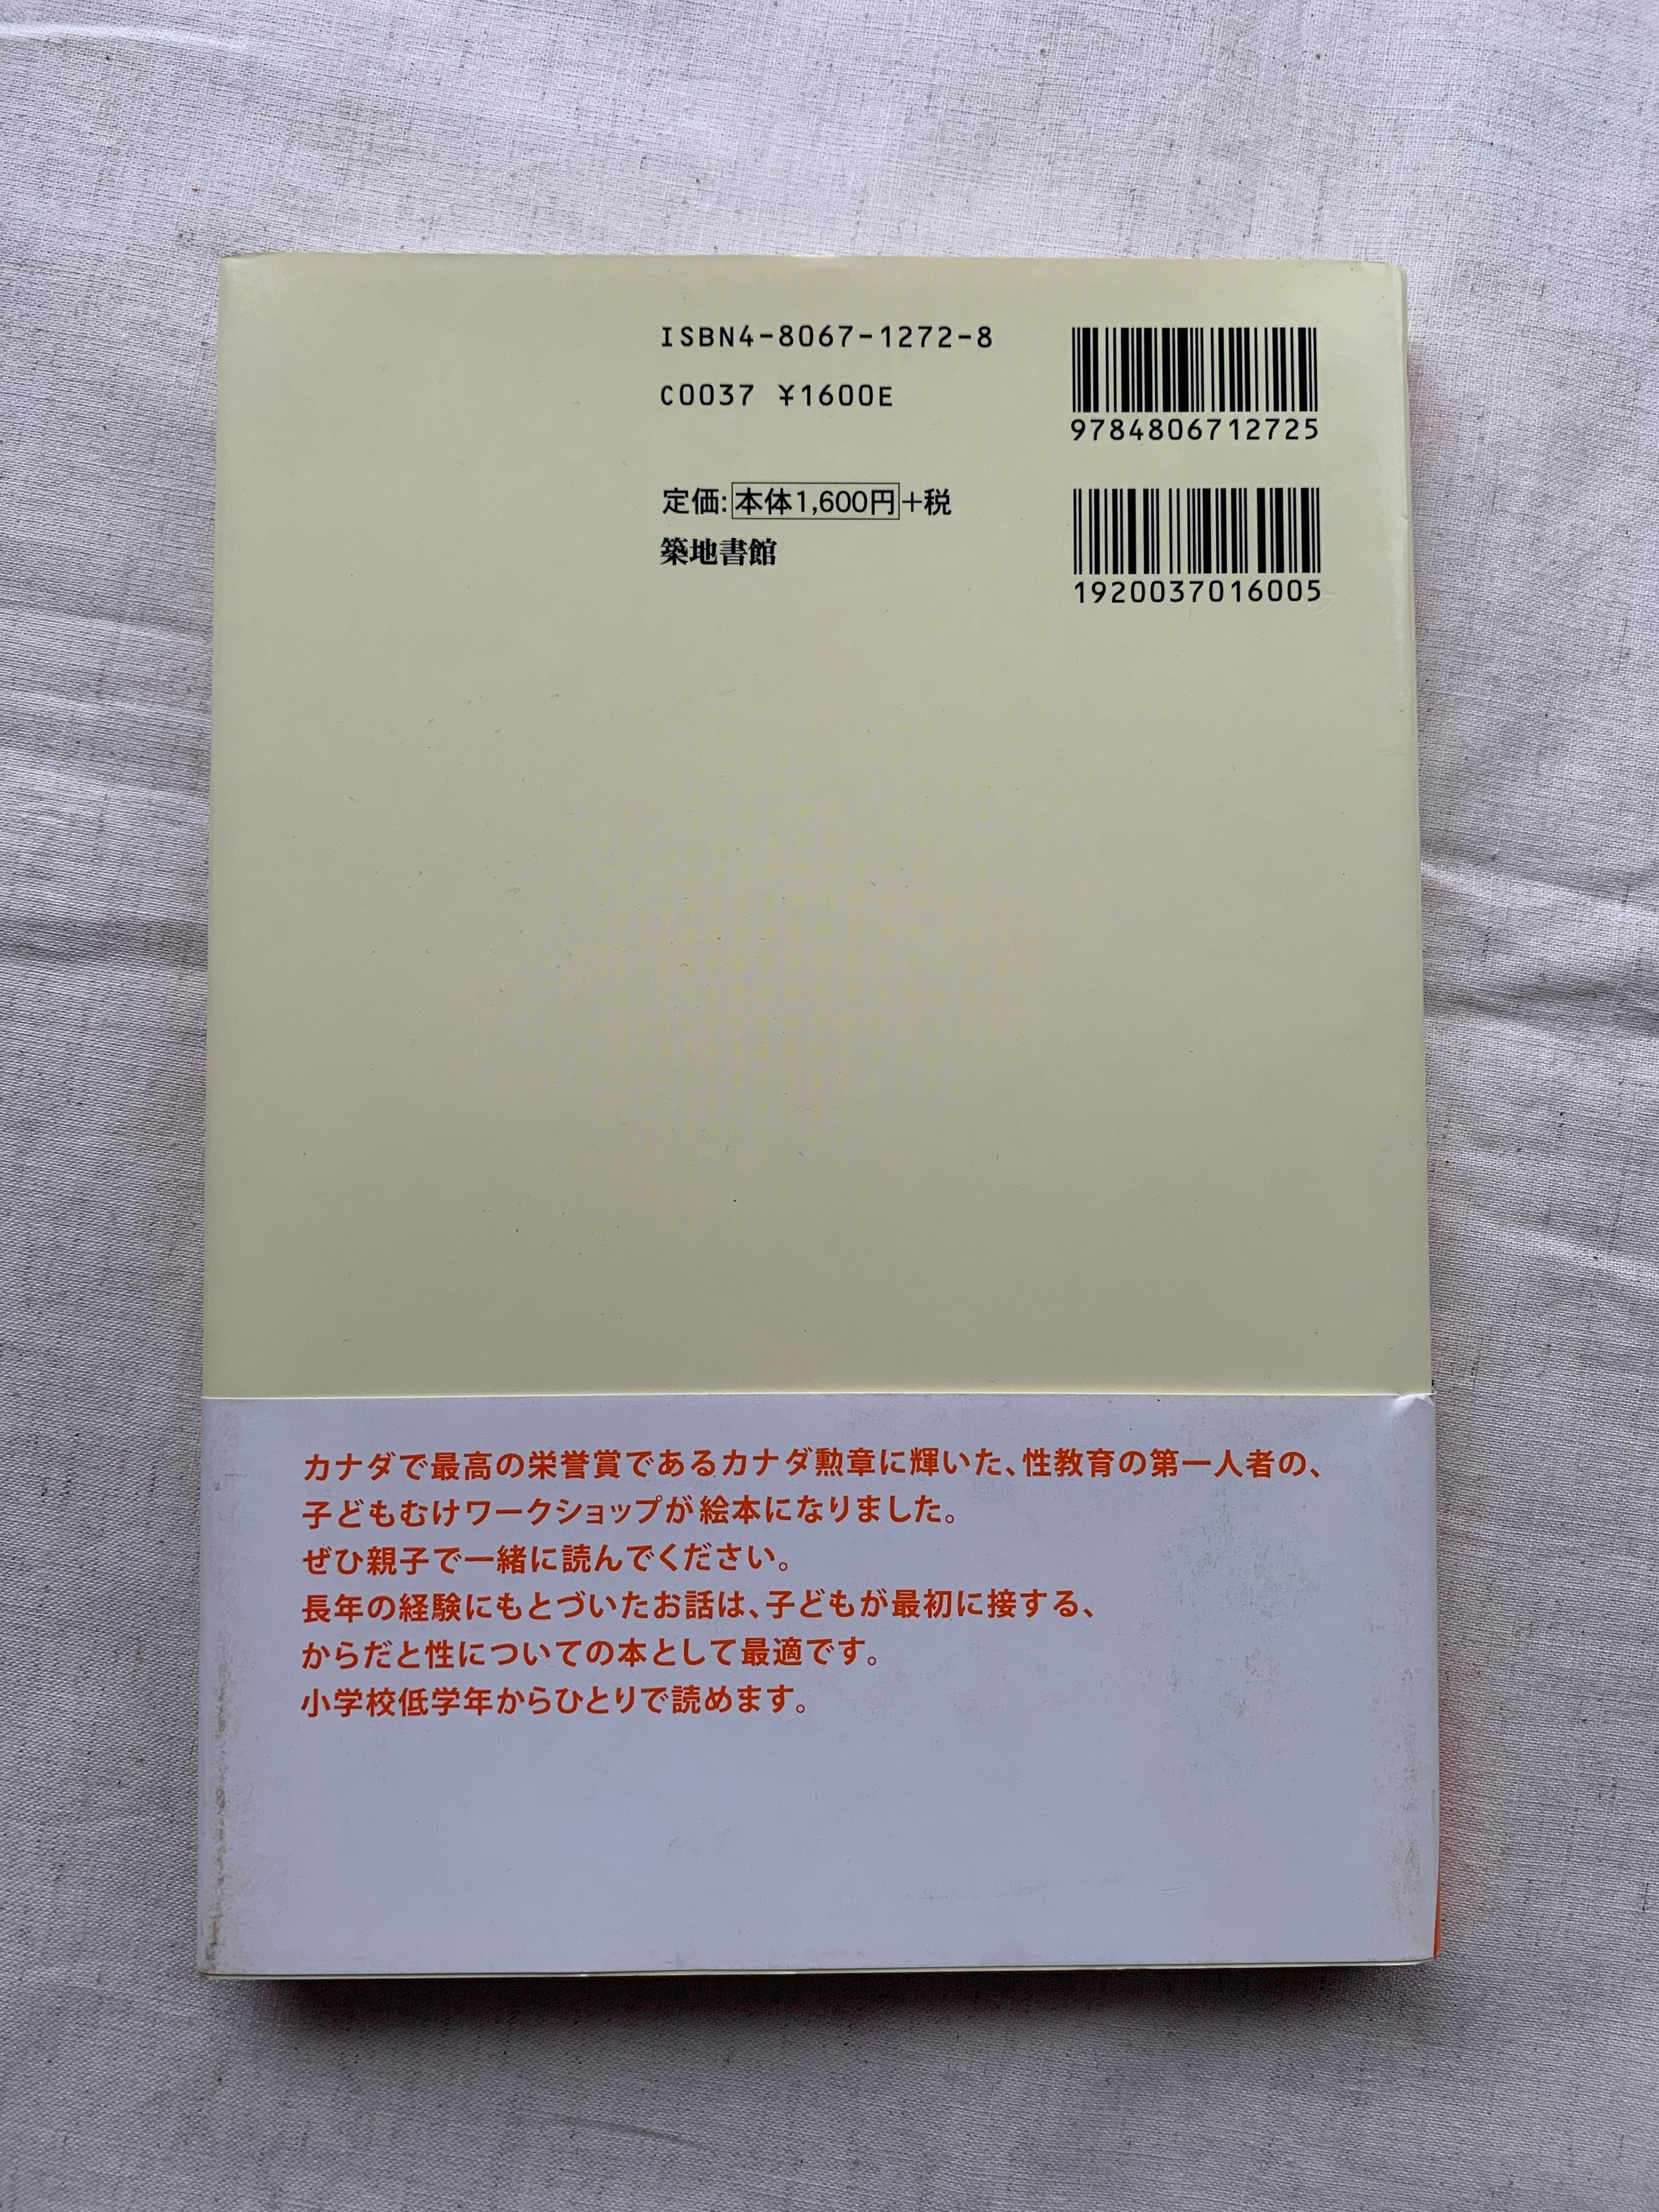 ISBN4-8067-1272-8
C0037 ¥1600E
9784806712725
定価:本体1,600円+税
築地書館
1920037016005
カナダで最高の栄誉賞であるカナダ勲章に輝いた、性教育の第一人者の、
子どもむけワークショップが絵本になりました。
ぜひ親子で一緒に読んでください。
長年の経験にもとづいたお話は、子どもが最初に接する、
からだと性についての本として最適です。
小学校低学年からひとりで読めます。